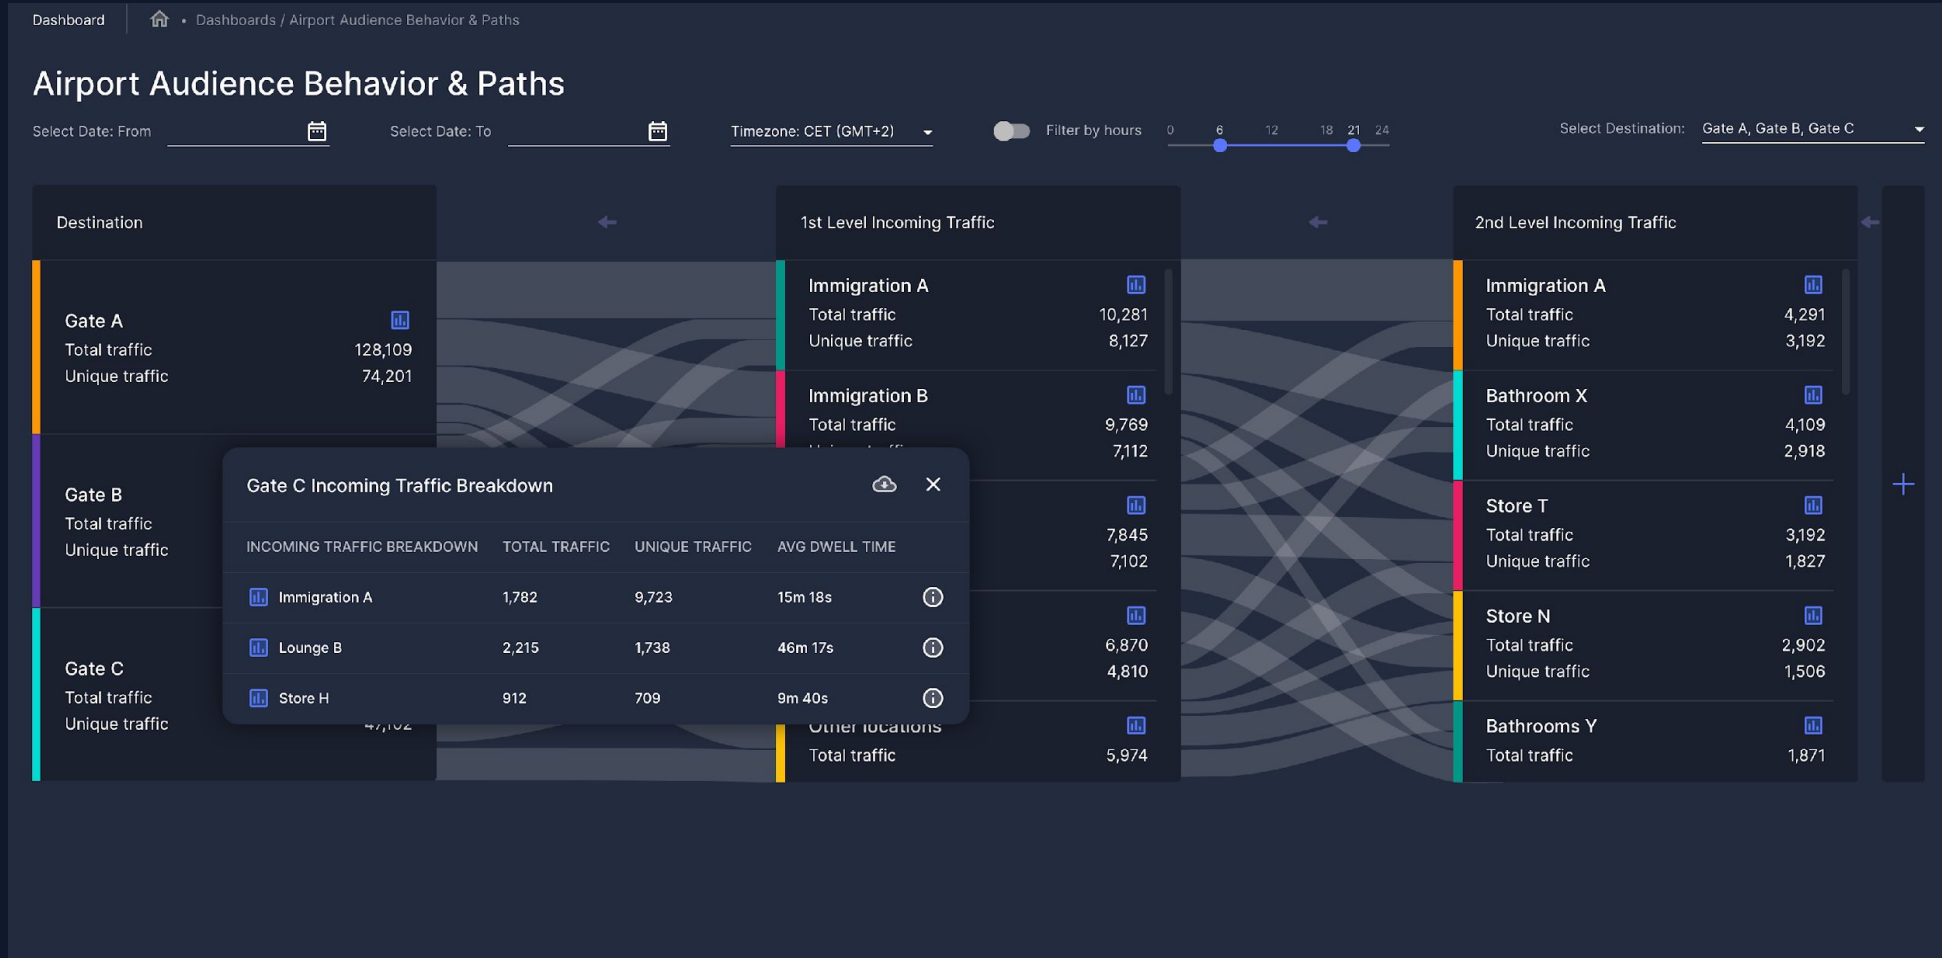 Dashboard
Dashboards / Airport Audience Behavior & Paths
Airport Audience Behavior & Paths
Select Date: From
Select Date: To
Timezone: CET (GMT+2)
Filter by hours
0 6 12 18 21 24
Select Destination: Gate A, Gate B, Gate C
Destination
Gate A
Total traffic 128,109
Unique traffic 74,201
Gate B
Total traffic
Unique traffic
Gate C
Total traffic
Unique traffic 47,102
1st Level Incoming Traffic
Immigration A
Total traffic 10,281
Unique traffic 8,127
Immigration B
Total traffic 9,769
7,112
7,845
7,102
6,870
4,810
Other locations
Total traffic 5,974
2nd Level Incoming Traffic
Immigration A
Total traffic 4,291
Unique traffic 3,192
Bathroom X
Total traffic 4,109
Unique traffic 2,918
Store T
Total traffic 3,192
Unique traffic 1,827
Store N
Total traffic 2,902
Unique traffic 1,506
Bathrooms Y
Total traffic 1,871
Gate C Incoming Traffic Breakdown
INCOMING TRAFFIC BREAKDOWN TOTAL TRAFFIC UNIQUE TRAFFIC AVG DWELL TIME
Immigration A 1,782 9,723 15m 18s
Lounge B 2,215 1,738 46m 17s
Store H 912 709 9m 40s